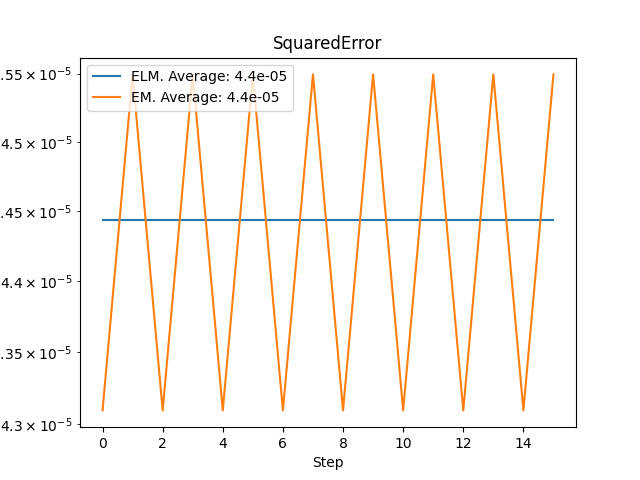 SquaredError
ELM. Average: 4.4e-05
EM. Average: 4.4e-05
.55 × 10⁻⁵
4.5 × 10⁻⁵
.45 × 10⁻⁵
4.4 × 10⁻⁵
.35 × 10⁻⁵
4.3 × 10⁻⁵
0 2 4 6 8 10 12 14
Step